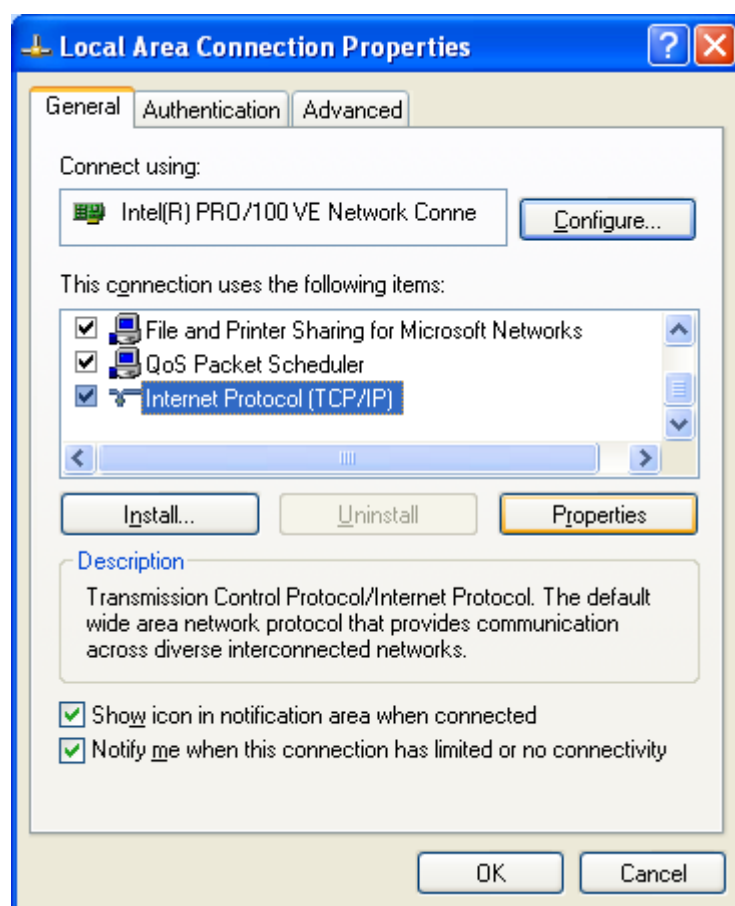 Local Area Connection Properties
General Authentication Advanced
Connect using:
Intel(R) PRO/100 VE Network Conne
Configure...
This connection uses the following items:
File and Printer Sharing for Microsoft Networks
QoS Packet Scheduler
Internet Protocol (TCP/IP)
Install... Uninstall Properties
Description
Transmission Control Protocol/Internet Protocol. The default
wide area network protocol that provides communication
across diverse interconnected networks.
Show icon in notification area when connected
Notify me when this connection has limited or no connectivity
OK Cancel